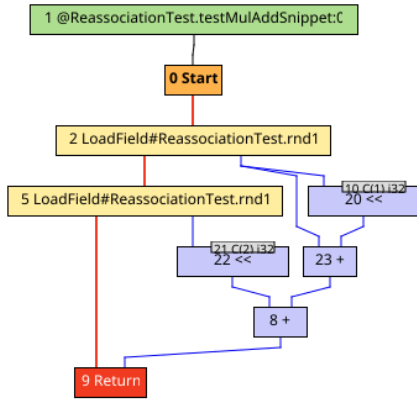 1 @ReassociationTest.testMulAddSnippet:0
0 Start
2 LoadField#ReassociationTest.rnd1
5 LoadField#ReassociationTest.rnd1
10 C(1) i32
20 <<
21 C(2) i32
22 <<
23 +
8 +
9 Return